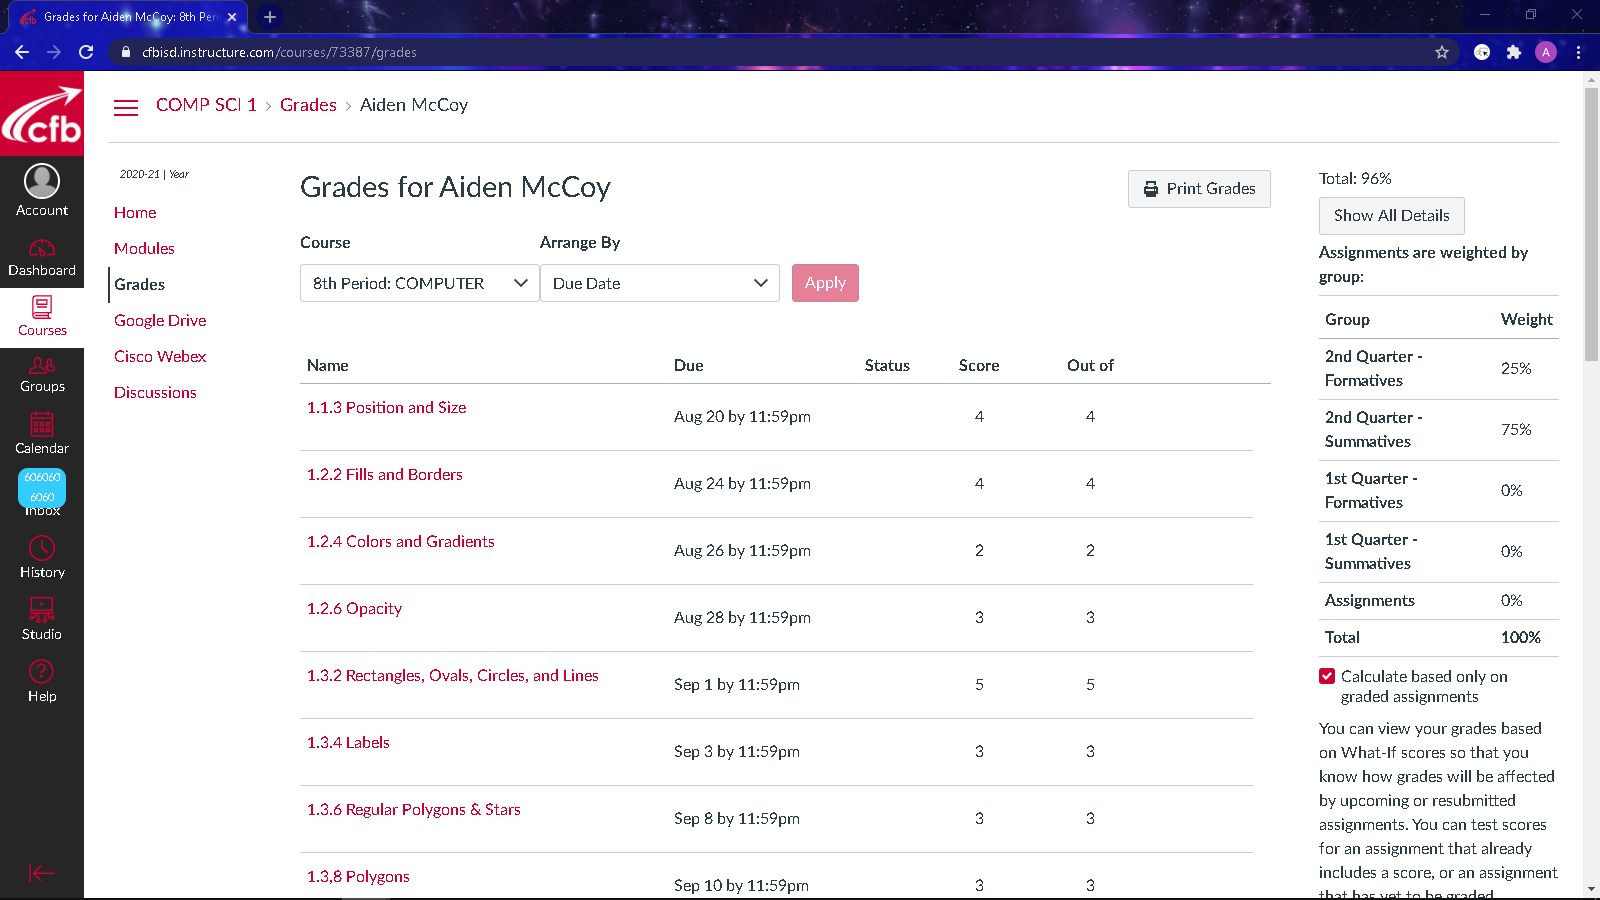 Grades for Aiden McCoy: 8th Per
cfbisd.instructure.com/courses/73387/grades
A
cfb
Account
Dashboard
Courses
Groups
Calendar
606060
6060
Inbox
History
Studio
Help
COMP SCI 1 > Grades > Aiden McCoy
2020-21 | Year
Home
Modules
Grades
Google Drive
Cisco Webex
Discussions
Grades for Aiden McCoy
Print Grades
Course Arrange By
8th Period: COMPUTER Due Date Apply
Name Due Status Score Out of
1.1.3 Position and Size Aug 20 by 11:59pm 4 4
1.2.2 Fills and Borders Aug 24 by 11:59pm 4 4
1.2.4 Colors and Gradients Aug 26 by 11:59pm 2 2
1.2.6 Opacity Aug 28 by 11:59pm 3 3
1.3.2 Rectangles, Ovals, Circles, and Lines Sep 1 by 11:59pm 5 5
1.3.4 Labels Sep 3 by 11:59pm 3 3
1.3.6 Regular Polygons & Stars Sep 8 by 11:59pm 3 3
1.3,8 Polygons Sep 10 by 11:59pm 3 3
Total: 96%
Show All Details
Assignments are weighted by
group:
Group Weight
2nd Quarter -
Formatives 25%
2nd Quarter -
Summatives 75%
1st Quarter -
Formatives 0%
1st Quarter -
Summatives 0%
Assignments 0%
Total 100%
Calculate based only on
graded assignments
You can view your grades based
on What-If scores so that you
know how grades will be affected
by upcoming or resubmitted
assignments. You can test scores
for an assignment that already
includes a score, or an assignment
that has yet to be graded.